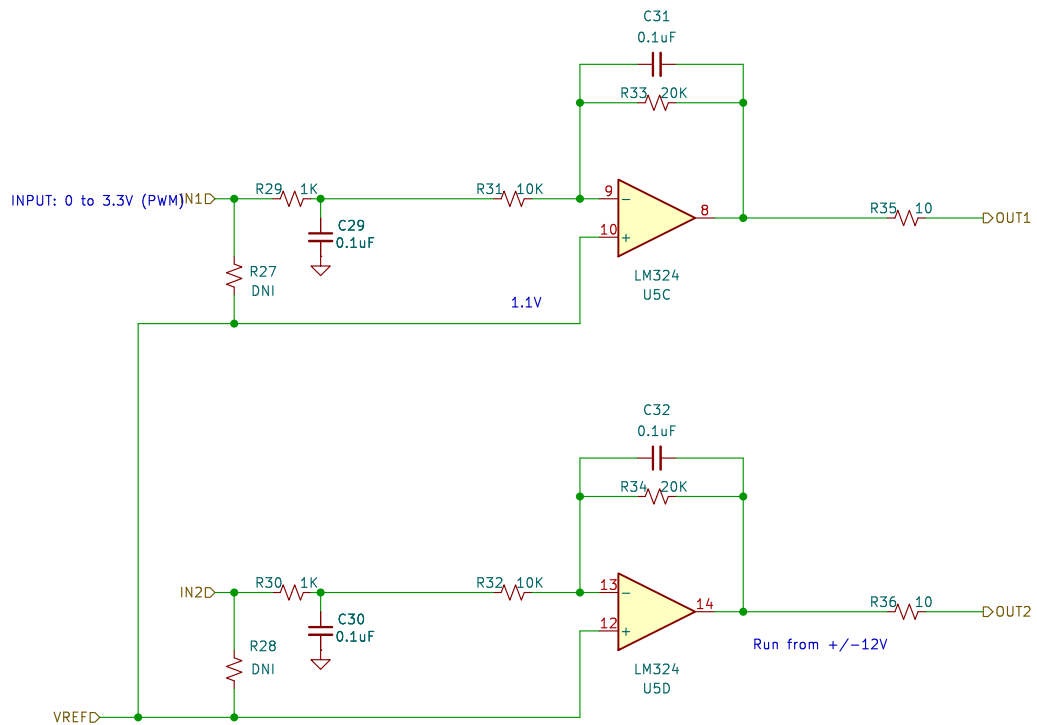 C31
0.1uF
R33 20K
INPUT: 0 to 3.3V (PWM)
IN1
R29 1K
R31 10K
9
8
10
C29
0.1uF
R35 10
OUT1
R27
DNI
LM324
U5C
1.1V
C32
0.1uF
R34 20K
IN2
R30 1K
R32 10K
13
14
12
C30
0.1uF
R36 10
OUT2
R28
DNI
Run from +/-12V
LM324
U5D
VREF